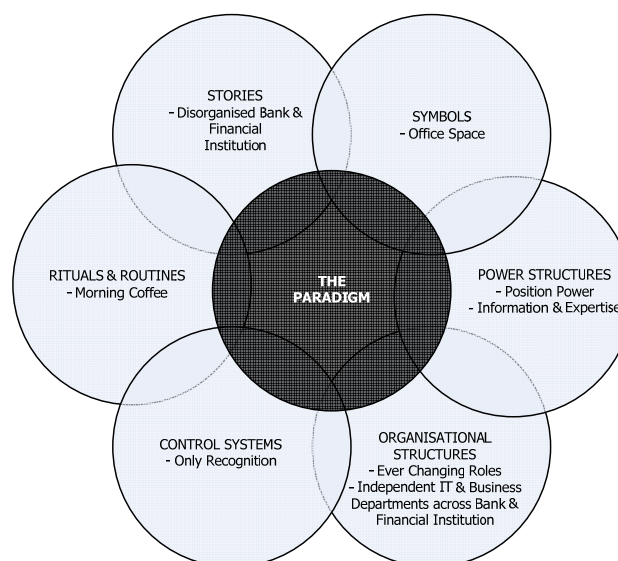 STORIES
- Disorganised Bank &
Financial
Institution
SYMBOLS
- Office Space
RITUALS & ROUTINES
- Morning Coffee
THE
PARADIGM
POWER STRUCTURES
- Position Power
- Information & Expertise
CONTROL SYSTEMS
- Only Recognition
ORGANISATIONAL
STRUCTURES
- Ever Changing Roles
- Independent IT & Business
Departments across Bank &
Financial Institution